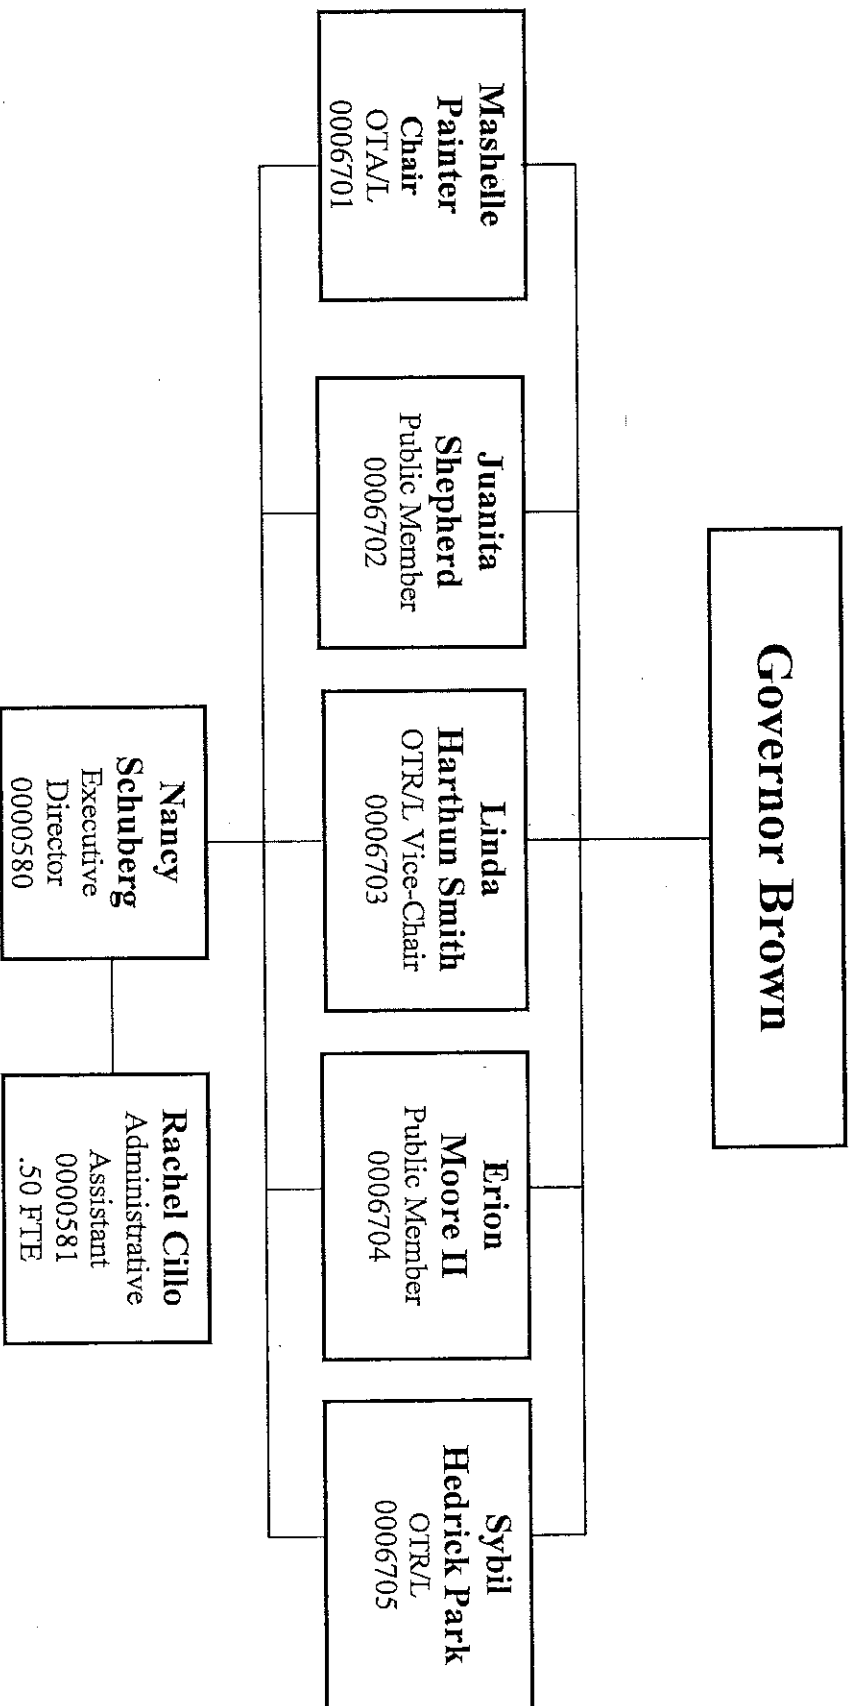 Governor Brown
Mashelle
Painter
Chair
OTA/L
0006701
Juanita
Shepherd
Public Member
0006702
Linda
Harthun Smith
OTR/L Vice-Chair
0006703
Erion
Moore II
Public Member
0006704
Sybil
Hedrick Park
OTR/L
0006705
Nancy
Schuberg
Executive
Director
0000580
Rachel Cillo
Administrative
Assistant
0000581
.50 FTE